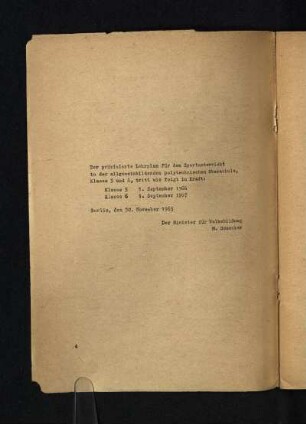 Der präzisierte Lehrplan für den Sportunterricht
in der allgemeinbildenden polytechnischen Oberschule,
Klasse 5 und 6, tritt wie folgt in Kraft:
Klasse 5 1. September 1964
Klasse 6 1. September 1965
Berlin, den 30. November 1963
Der Minister für Volksbildung
M. Honecker
4